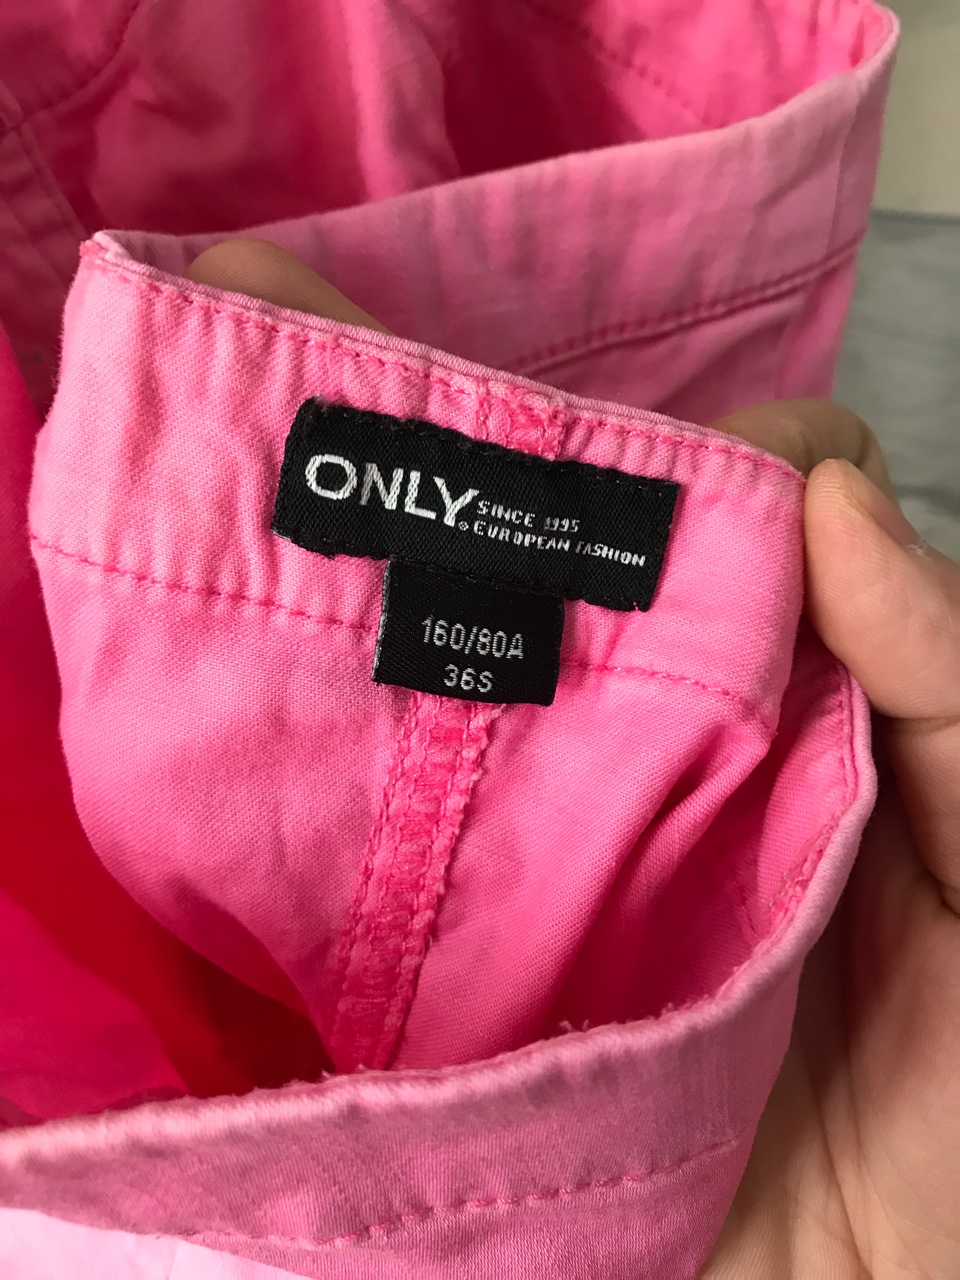 ONLY
SINCE 1995
EUROPEAN FASHION
160/80A
36S